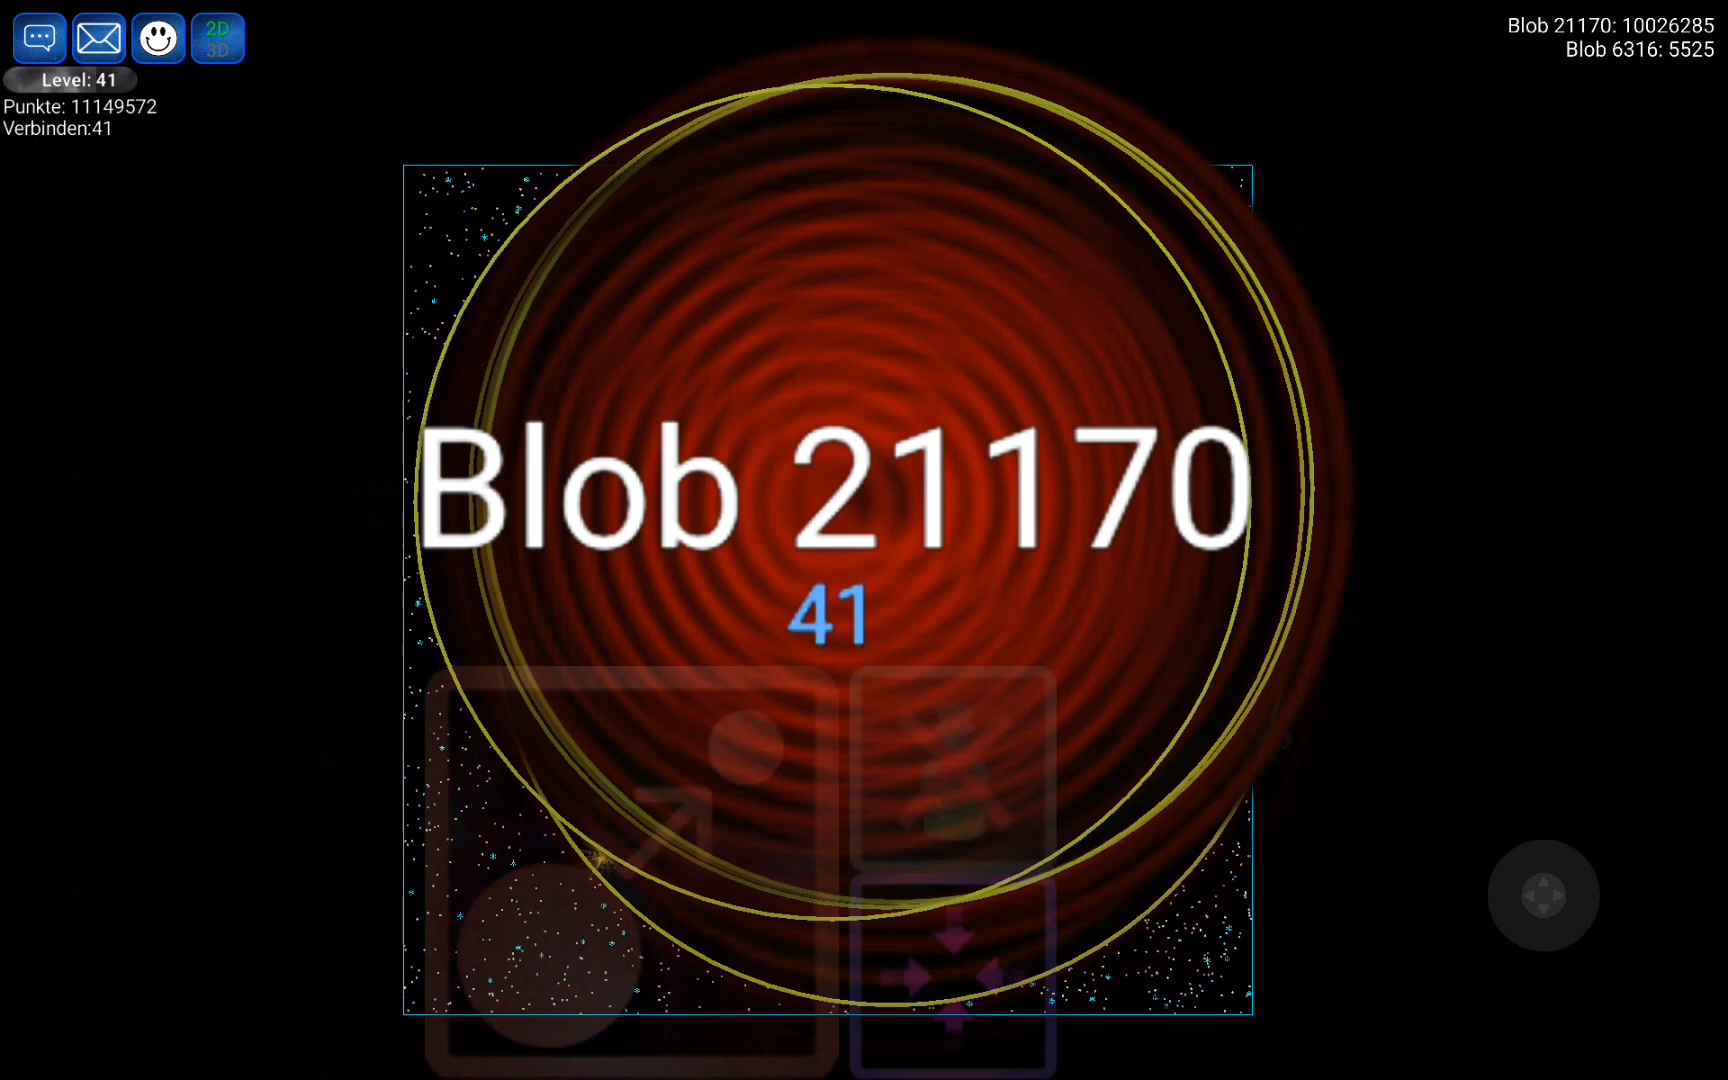 2D
3D
Level: 41
Punkte: 11149572
Verbinden:41
Blob 21170: 10026285
Blob 6316: 5525
Blob 21170
41